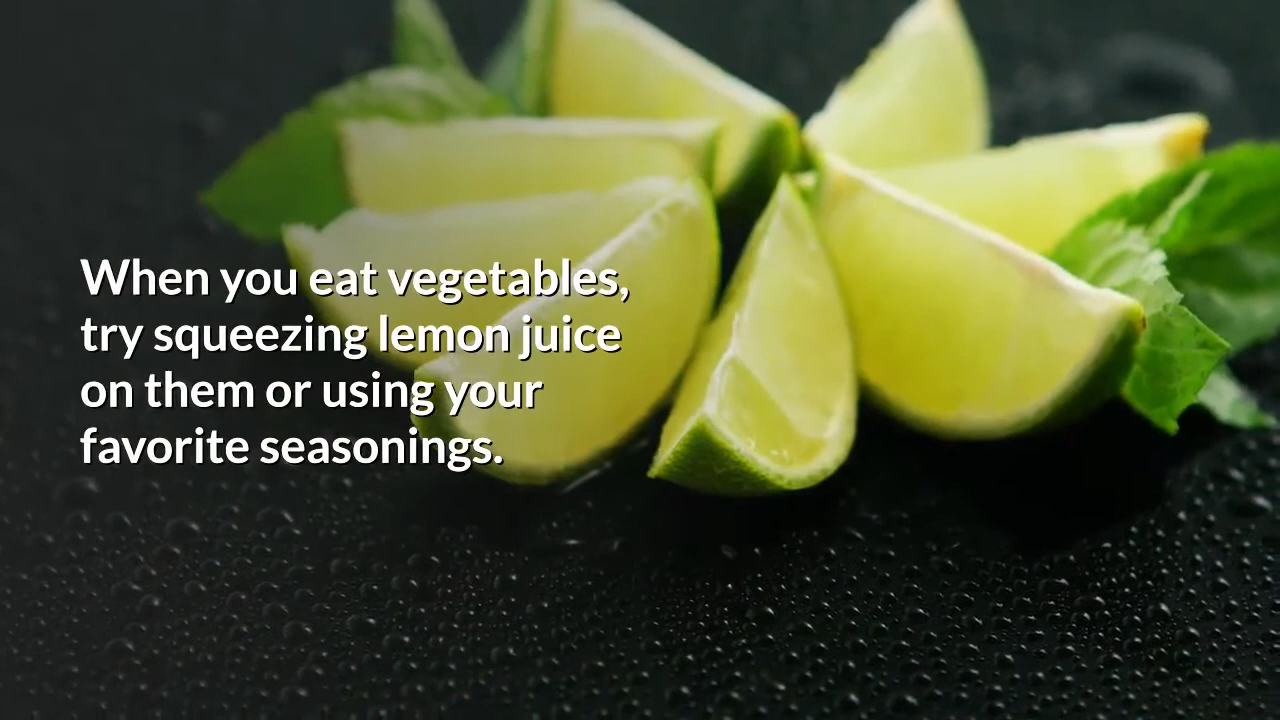 When you eat vegetables,
try squeezing lemon juice
on them or using your
favorite seasonings.